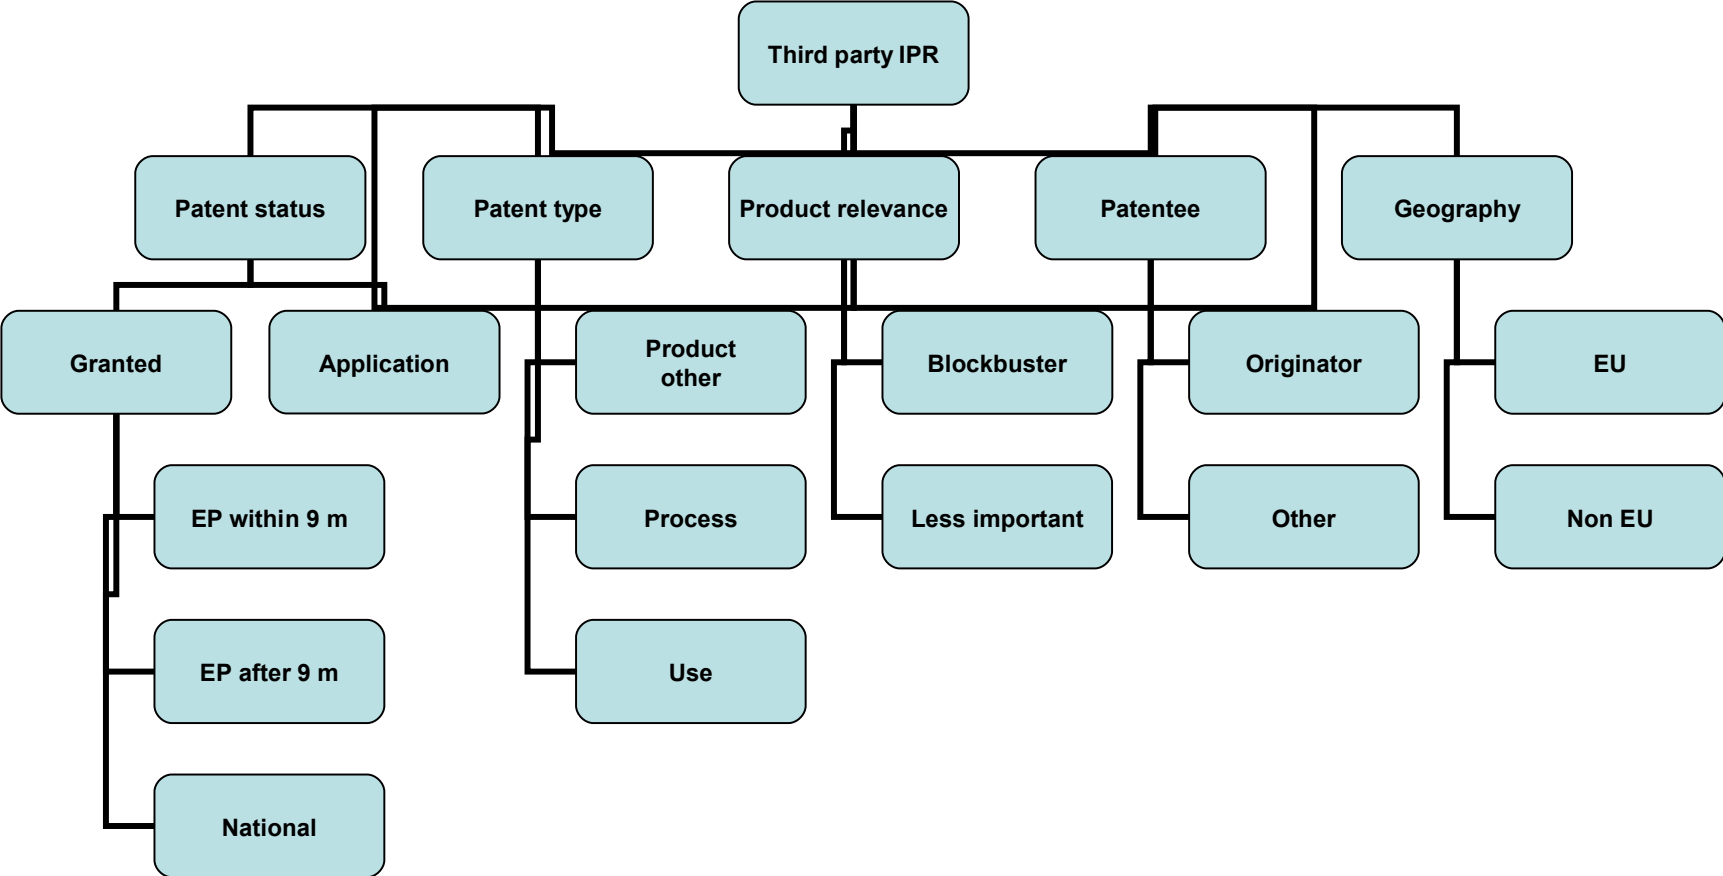 Third party IPR
Patent status
Patent type
Product relevance
Patentee
Geography
Granted
Application
Product
other
Blockbuster
Originator
EU
EP within 9 m
Process
Less important
Other
Non EU
EP after 9 m
Use
National